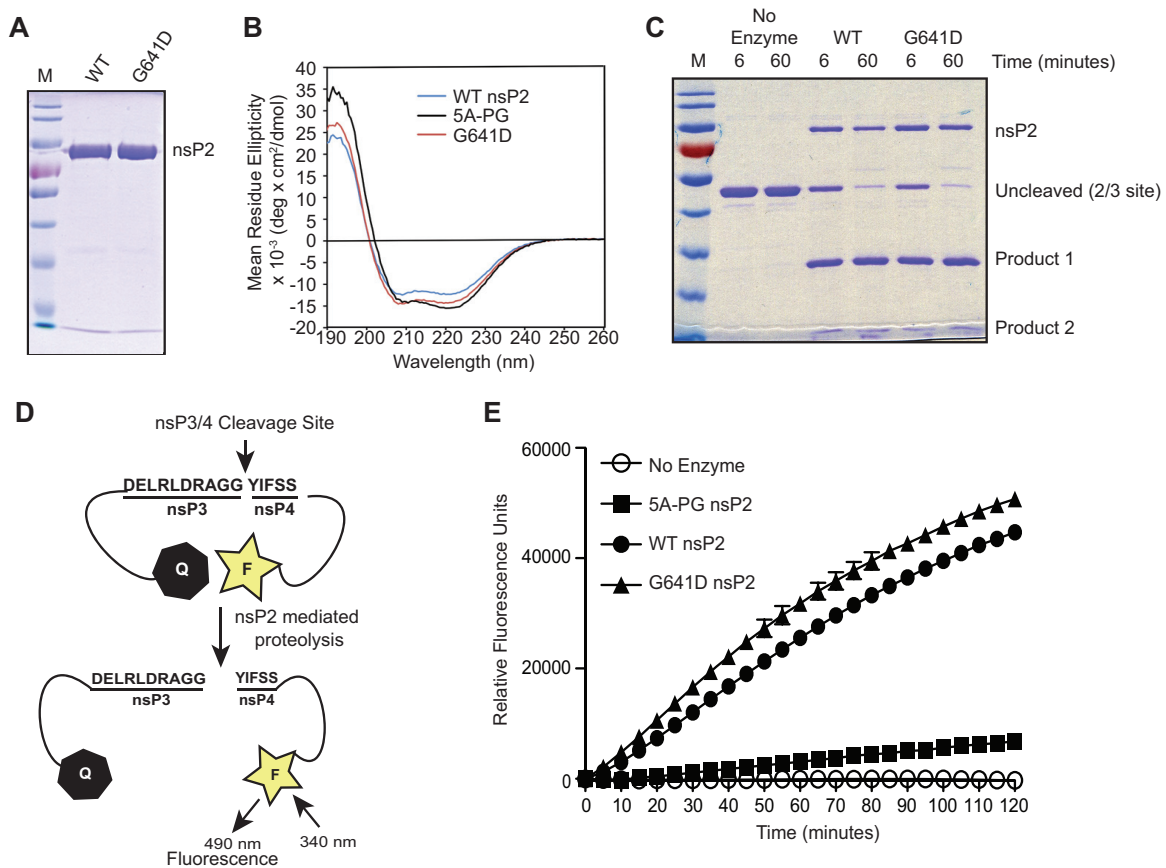 A
M
WT
G641D
nsP2
B
Mean Residue Ellipticity
x 10-3 (deg x cm2/dmol)
40
35
30
25
20
15
10
5
0
-5
-10
-15
-20
WT nsP2
5A-PG
G641D
190 200 210 220 230 240 250 260
Wavelength (nm)
C
No
Enzyme WT G641D
M 6 60 6 60 6 60 Time (minutes)
nsP2
Uncleaved (2/3 site)
Product 1
Product 2
D
nsP3/4 Cleavage Site
DELRLDRAGG YIFSS
nsP3 nsP4
Q F
nsP2 mediated
proteolysis
DELRLDRAGG YIFSS
nsP3 nsP4
Q F
490 nm 340 nm
Fluorescence
E
Relative Fluorescence Units
60000
40000
20000
0
No Enzyme
5A-PG nsP2
WT nsP2
G641D nsP2
0 10 20 30 40 50 60 70 80 90 100 110 120
Time (minutes)